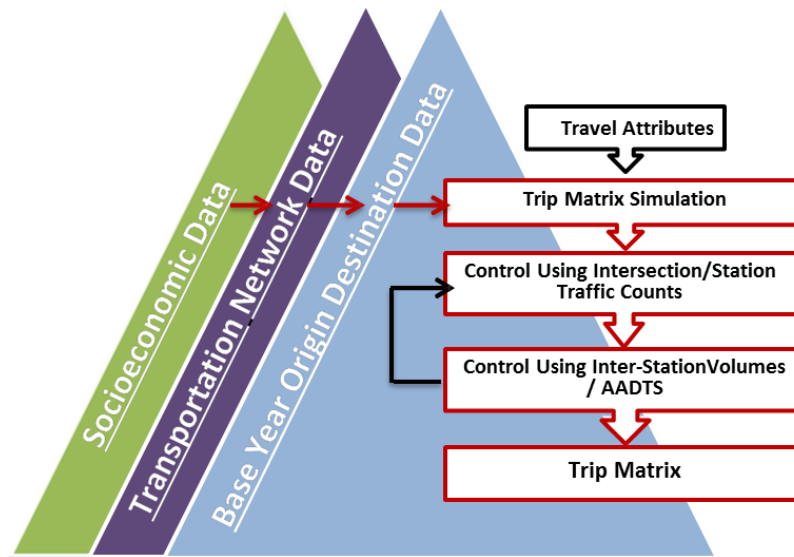 Socioeconomic Data
Transportation Network Data
Base Year Origin Destination Data
Travel Attributes
Trip Matrix Simulation
Control Using Intersection/Station
Traffic Counts
Control Using Inter-StationVolumes
/ AADTS
Trip Matrix